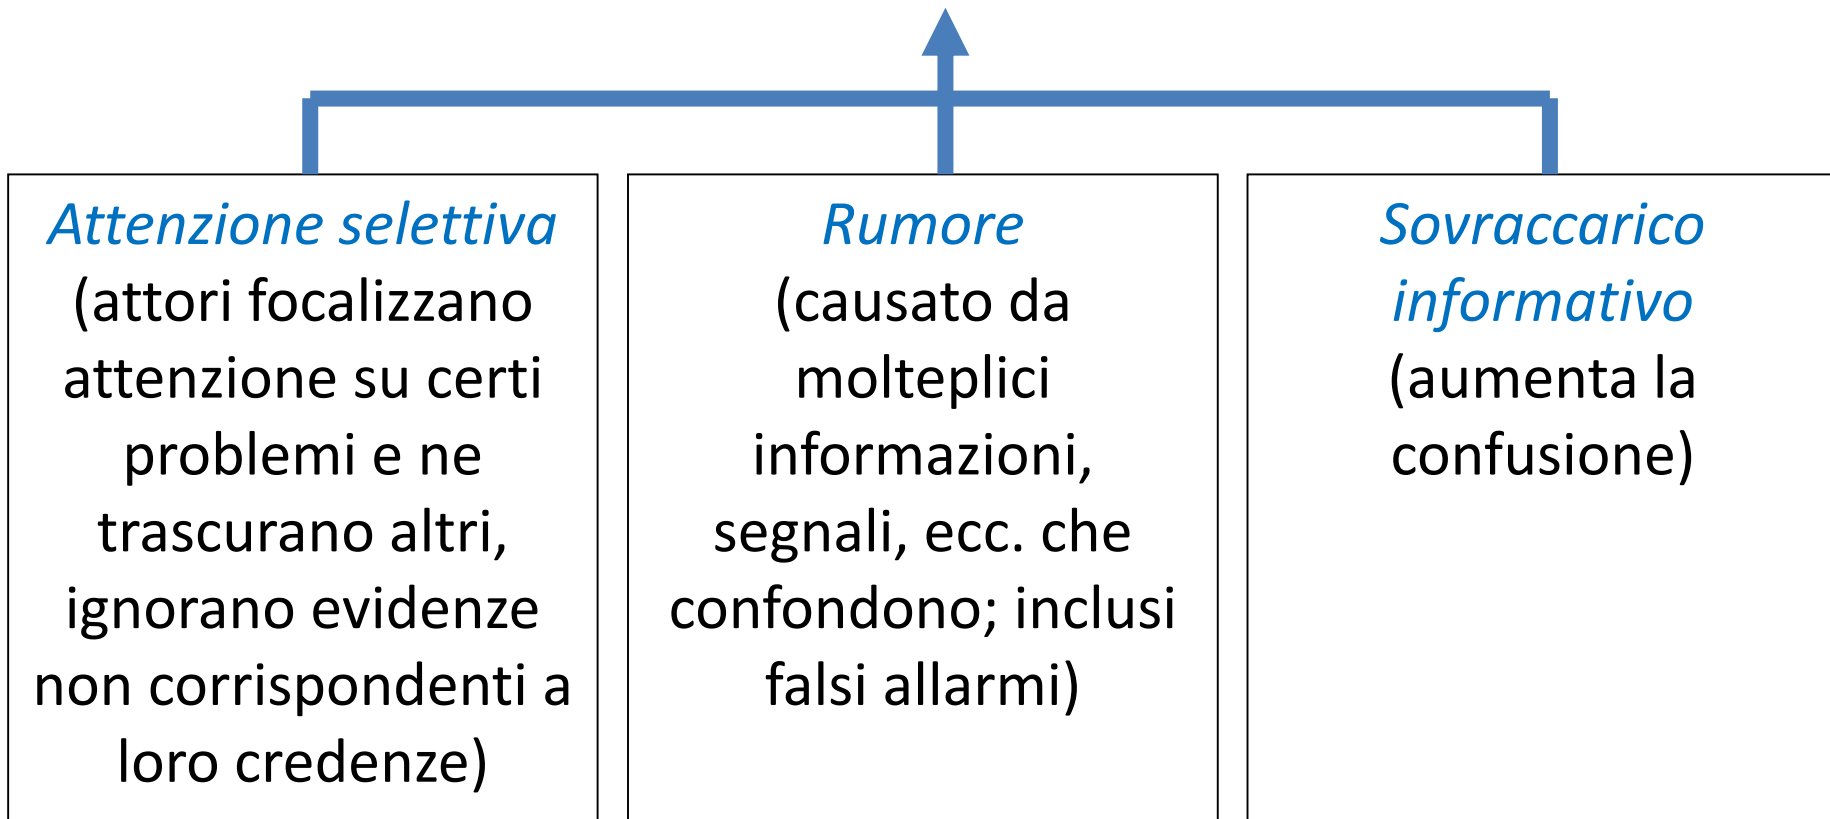 Attenzione selettiva
(attori focalizzano
attenzione su certi
problemi e ne
trascurano altri,
ignorano evidenze
non corrispondenti a
loro credenze)
Rumore
(causato da
molteplici
informazioni,
segnali, ecc. che
confondono; inclusi
falsi allarmi)
Sovraccarico
informativo
(aumenta la
confusione)